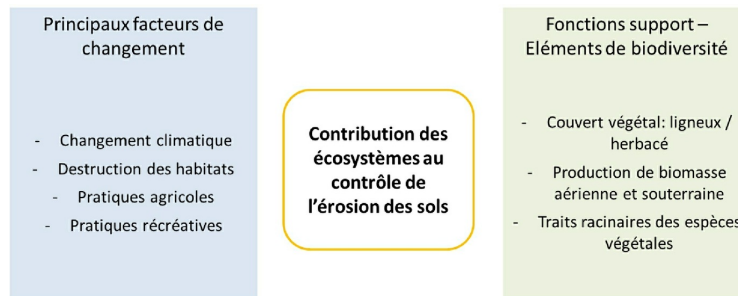 Principaux facteurs de
changement
- Changement climatique
- Destruction des habitats
- Pratiques agricoles
- Pratiques récréatives
Contribution des
écosystèmes au
contrôle de
l'érosion des sols
Fonctions support –
Eléments de biodiversité
- Couvert végétal: ligneux /
herbacé
- Production de biomasse
aérienne et souterraine
- Traits racinaires des espèces
végétales